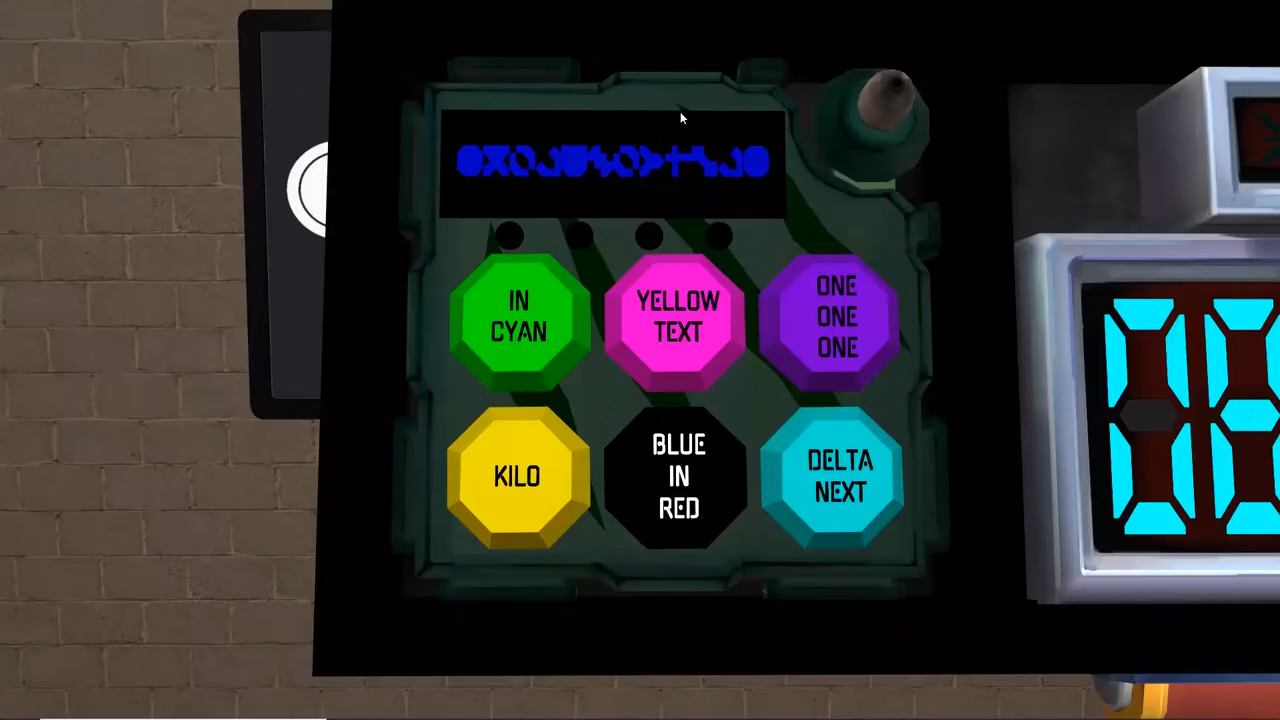 IN
CYAN
YELLOW
TEXT
ONE
ONE
ONE
KILO
BLUE
IN
RED
DELTA
NEXT